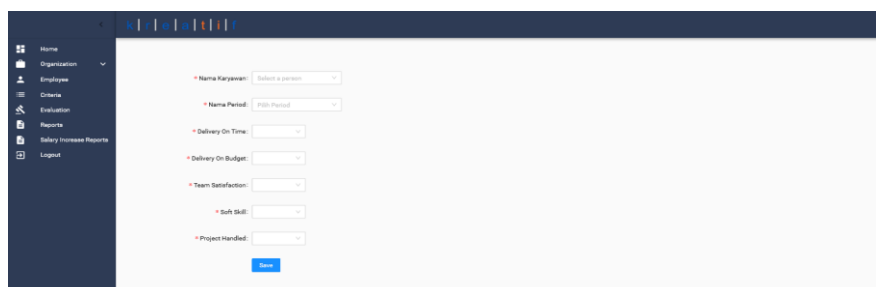 Home
Organization
Employee
Criteria
Evaluation
Reports
Salary Increase Reports
Logout
* Nama Karyawan: Select a person
* Nama Period: Pilih Period
* Delivery On Time:
* Delivery On Budget:
* Team Satisfaction:
* Soft Skill:
* Project Handled:
Save